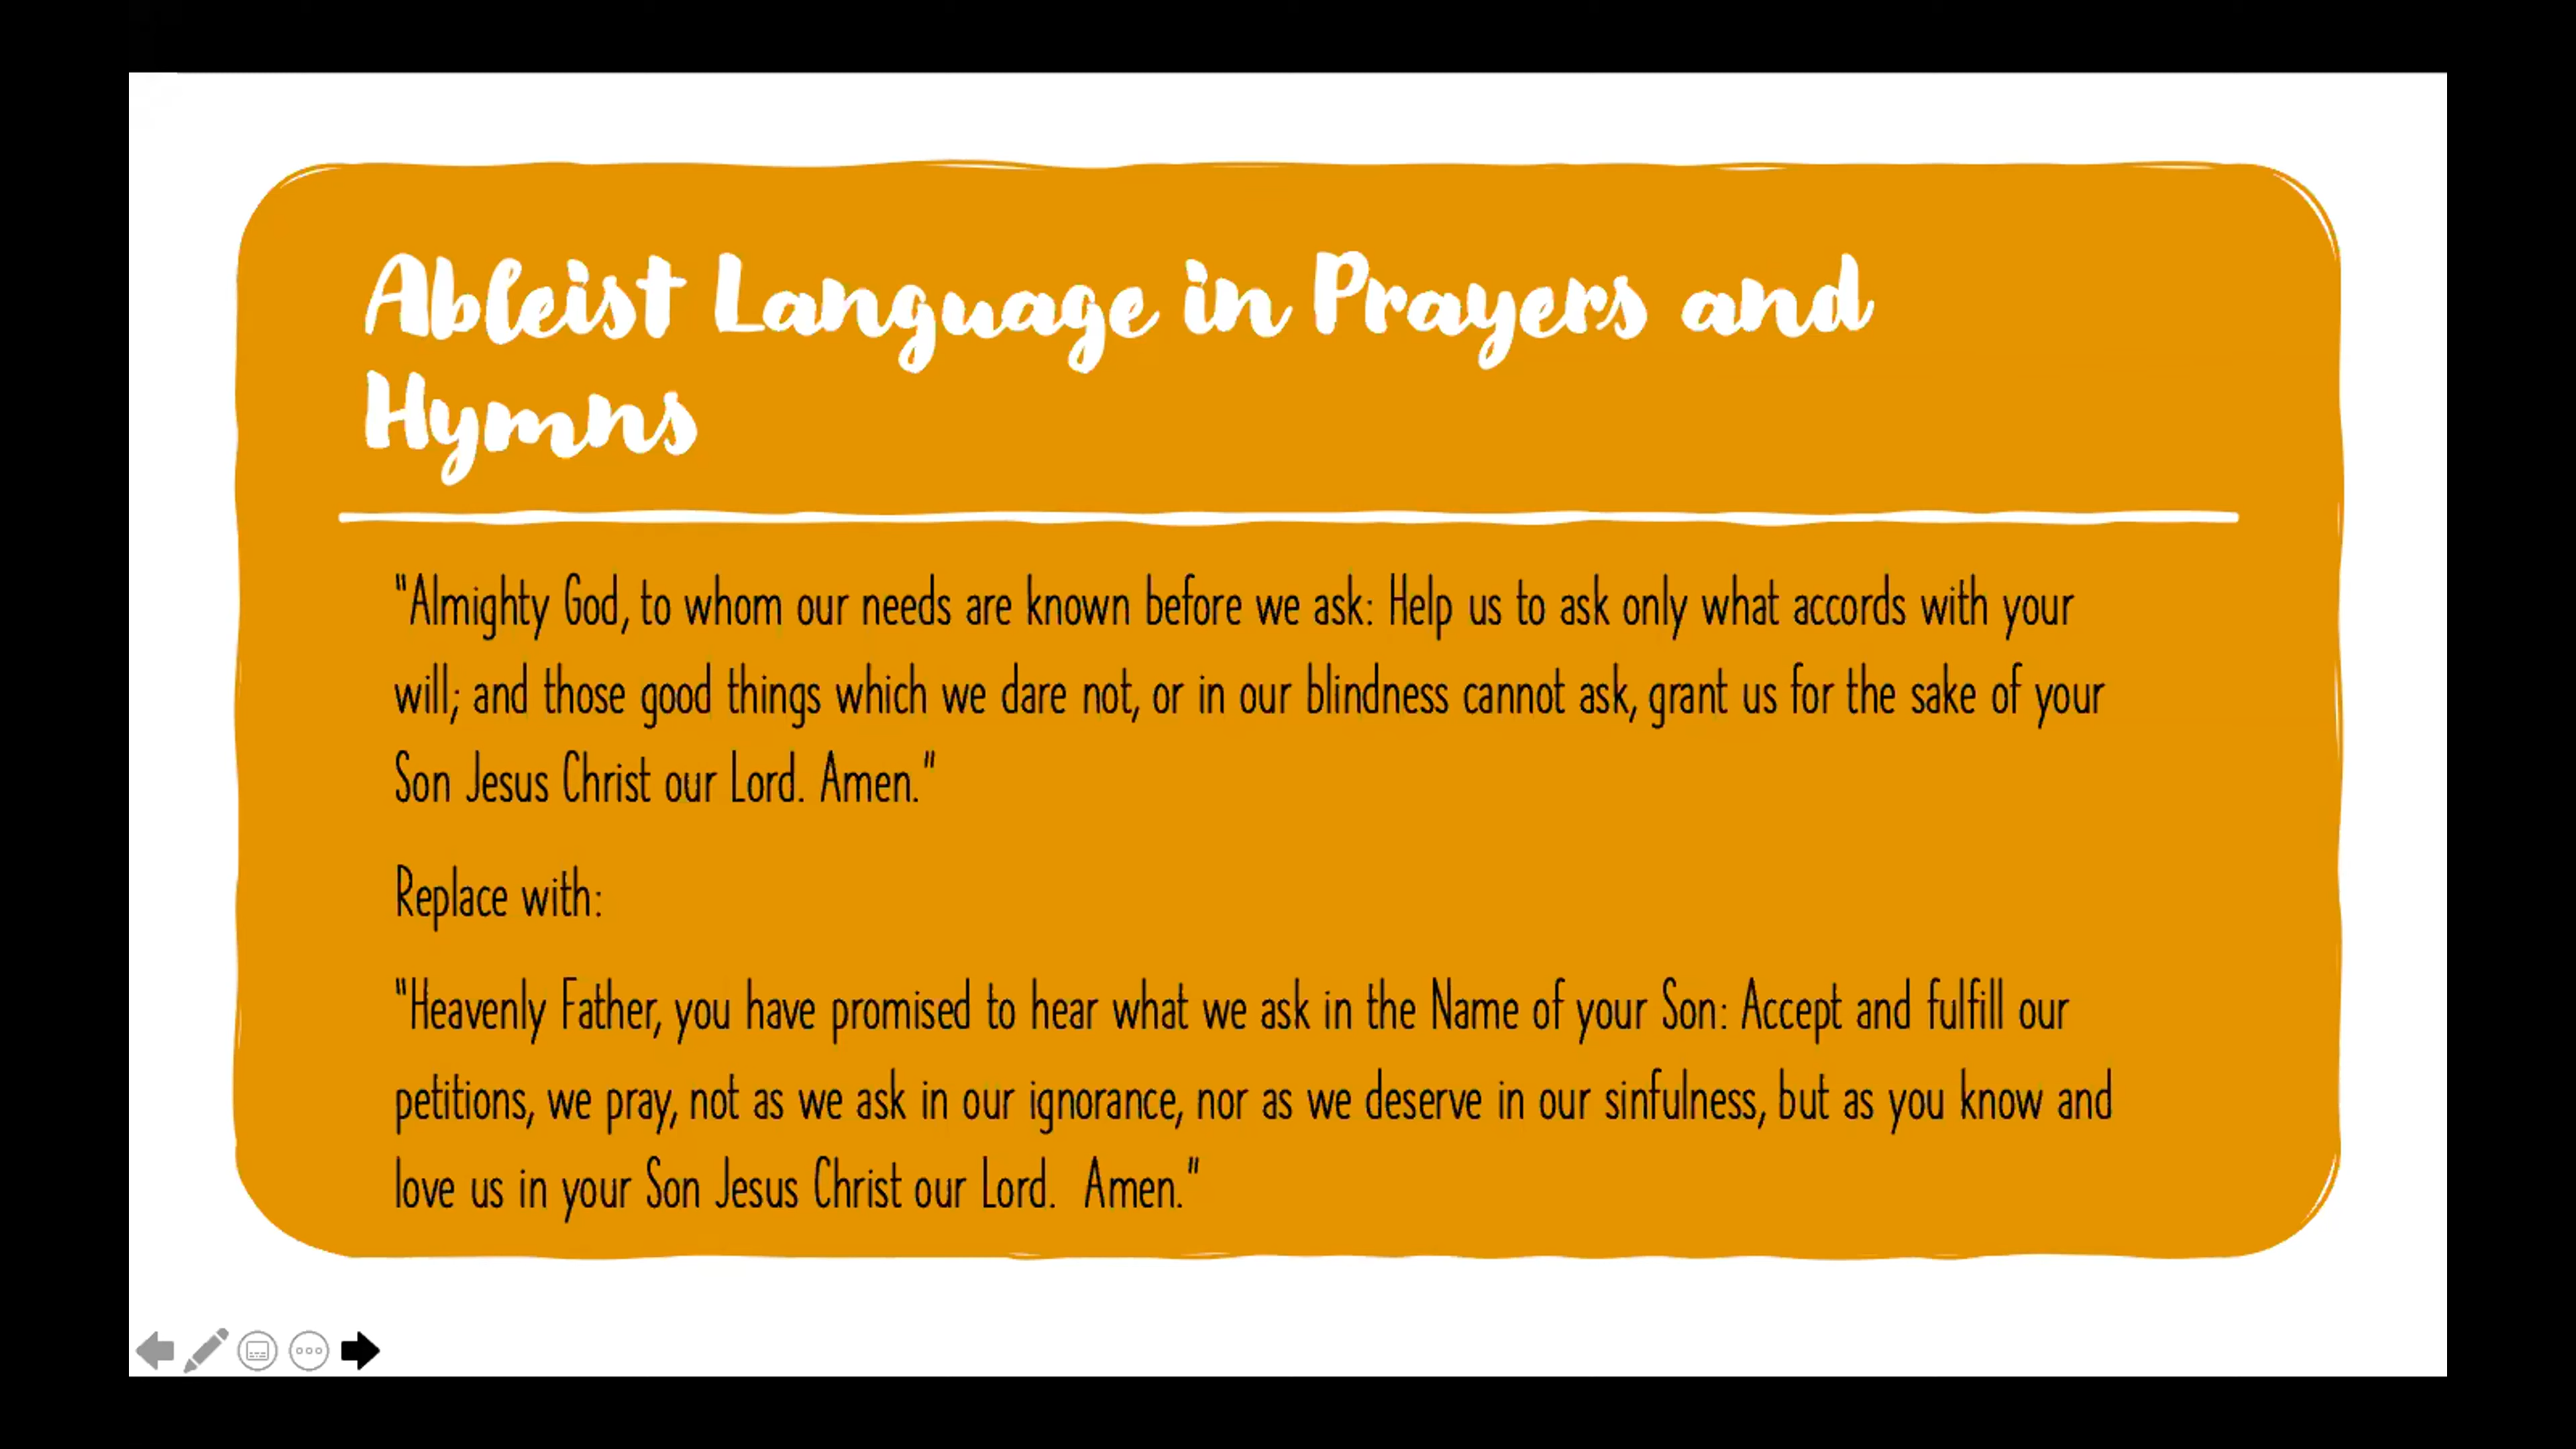 Ableist Language in Prayers and
Hymns
"Almighty God, to whom our needs are known before we ask: Help us to ask only what accords with your
will; and those good things which we dare not, or in our blindness cannot ask, grant us for the sake of your
Son Jesus Christ our Lord. Amen."
Replace with:
"Heavenly Father, you have promised to hear what we ask in the Name of your Son: Accept and fulfill our
petitions, we pray, not as we ask in our ignorance, nor as we deserve in our sinfulness, but as you know and
love us in your Son Jesus Christ our Lord.  Amen."